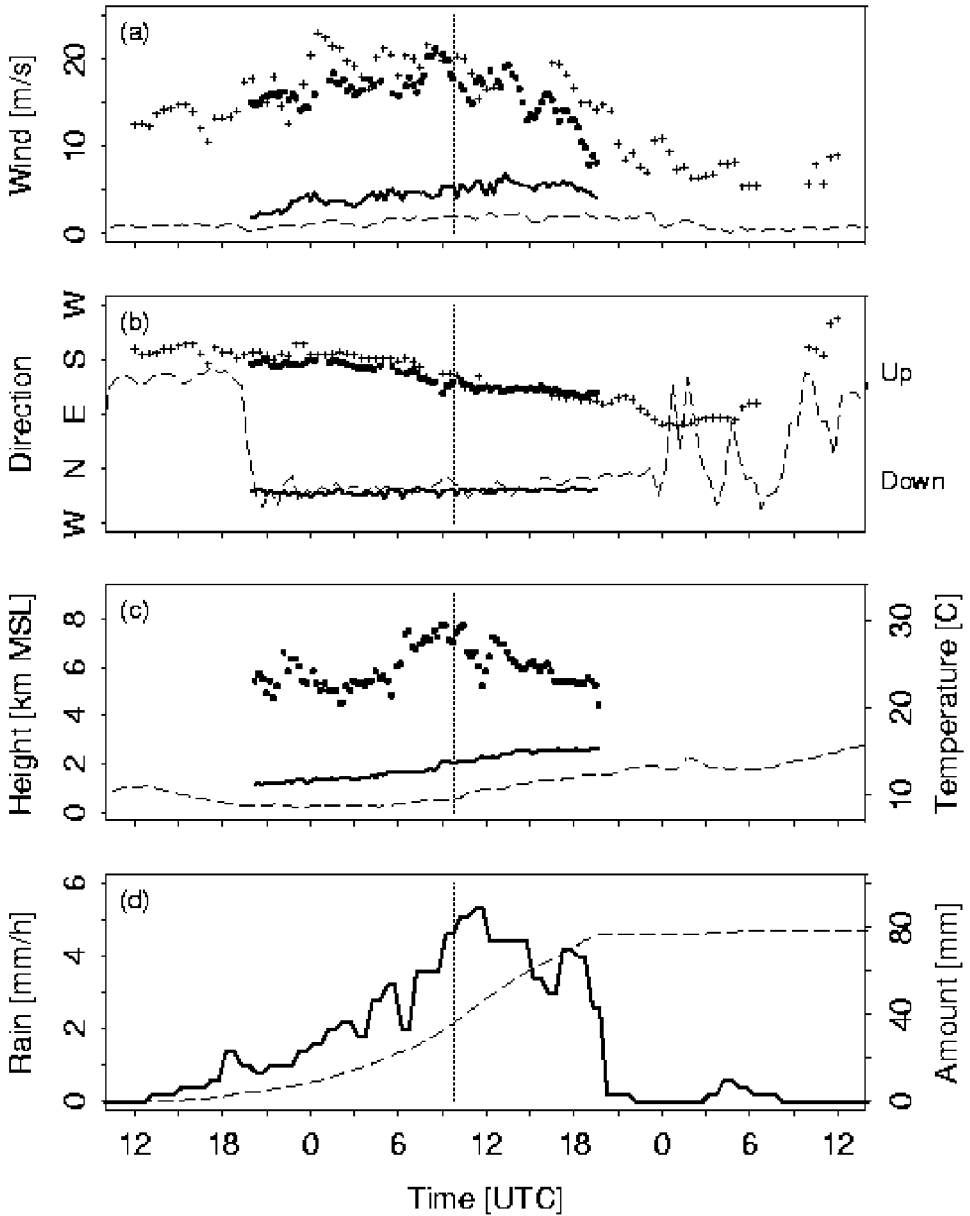 (a)
Wind [m/s]
20
10
0
(b)
Direction
W
S
E
N
W
Up
Down
(c)
Height [km MSL]
8
6
4
2
0
30
20
10
Temperature [C]
(d)
Rain [mm/h]
6
4
2
0
80
40
0
Amount [mm]
12 18 0 6 12 18 0 6 12
Time [UTC]